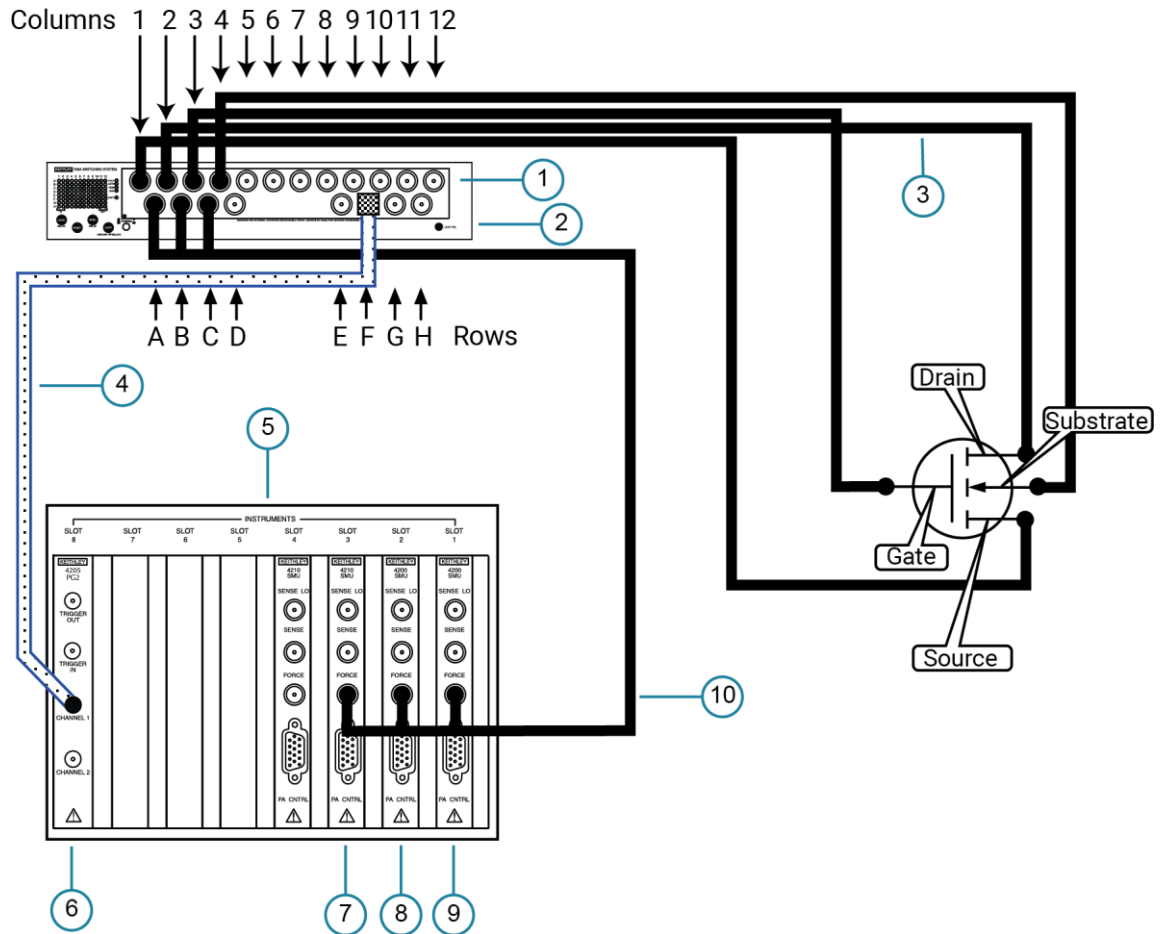 Columns 1 2 3 4 5 6 7 8 9 10 11 12
KEITHLEY
1
2
3
A B C D E F G H Rows
4
5
Drain
Substrate
Gate
Source
INSTRUMENTS
SLOT 8
SLOT 7
SLOT 6
SLOT 5
SLOT 4
SLOT 3
SLOT 2
SLOT 1
KEITHLEY
4205
PG2
TRIGGER
OUT
TRIGGER
IN
CHANNEL 1
CHANNEL 2
KEITHLEY
4210
SMU
SENSE LO
SENSE
FORCE
PA CNTRL
KEITHLEY
4210
SMU
SENSE LO
SENSE
FORCE
PA CNTRL
KEITHLEY
4200
SMU
SENSE LO
SENSE
FORCE
PA CNTRL
KEITHLEY
4200
SMU
SENSE LO
SENSE
FORCE
PA CNTRL
10
6
7
8
9